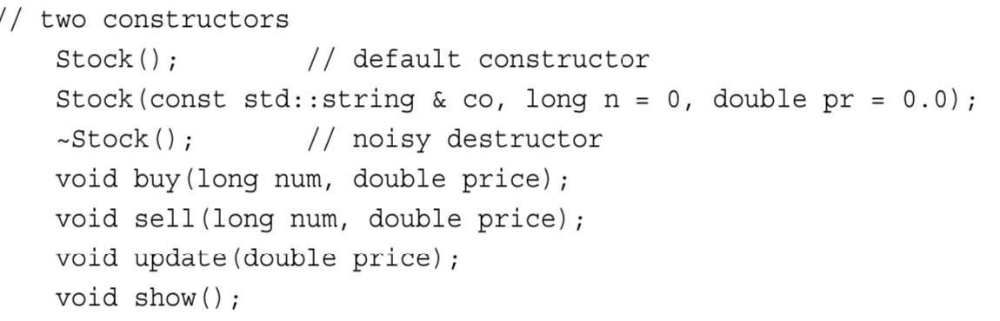 // two constructors
Stock();        // default constructor
Stock(const std::string & co, long n = 0, double pr = 0.0);
~Stock();       // noisy destructor
void buy(long num, double price);
void sell(long num, double price);
void update(double price);
void show();